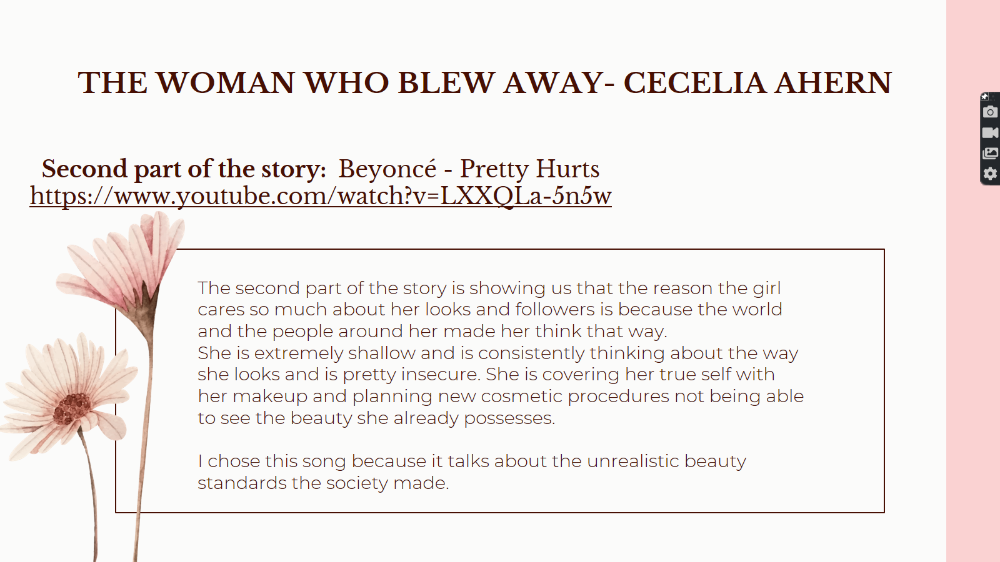 THE WOMAN WHO BLEW AWAY- CECELIA AHERN
Second part of the story: Beyoncé - Pretty Hurts
https://www.youtube.com/watch?v=LXXQLa-5n5w
The second part of the story is showing us that the reason the girl
cares so much about her looks and followers is because the world
and the people around her made her think that way.
She is extremely shallow and is consistently thinking about the way
she looks and is pretty insecure. She is covering her true self with
her makeup and planning new cosmetic procedures not being able
to see the beauty she already possesses.
I chose this song because it talks about the unrealistic beauty
standards the society made.